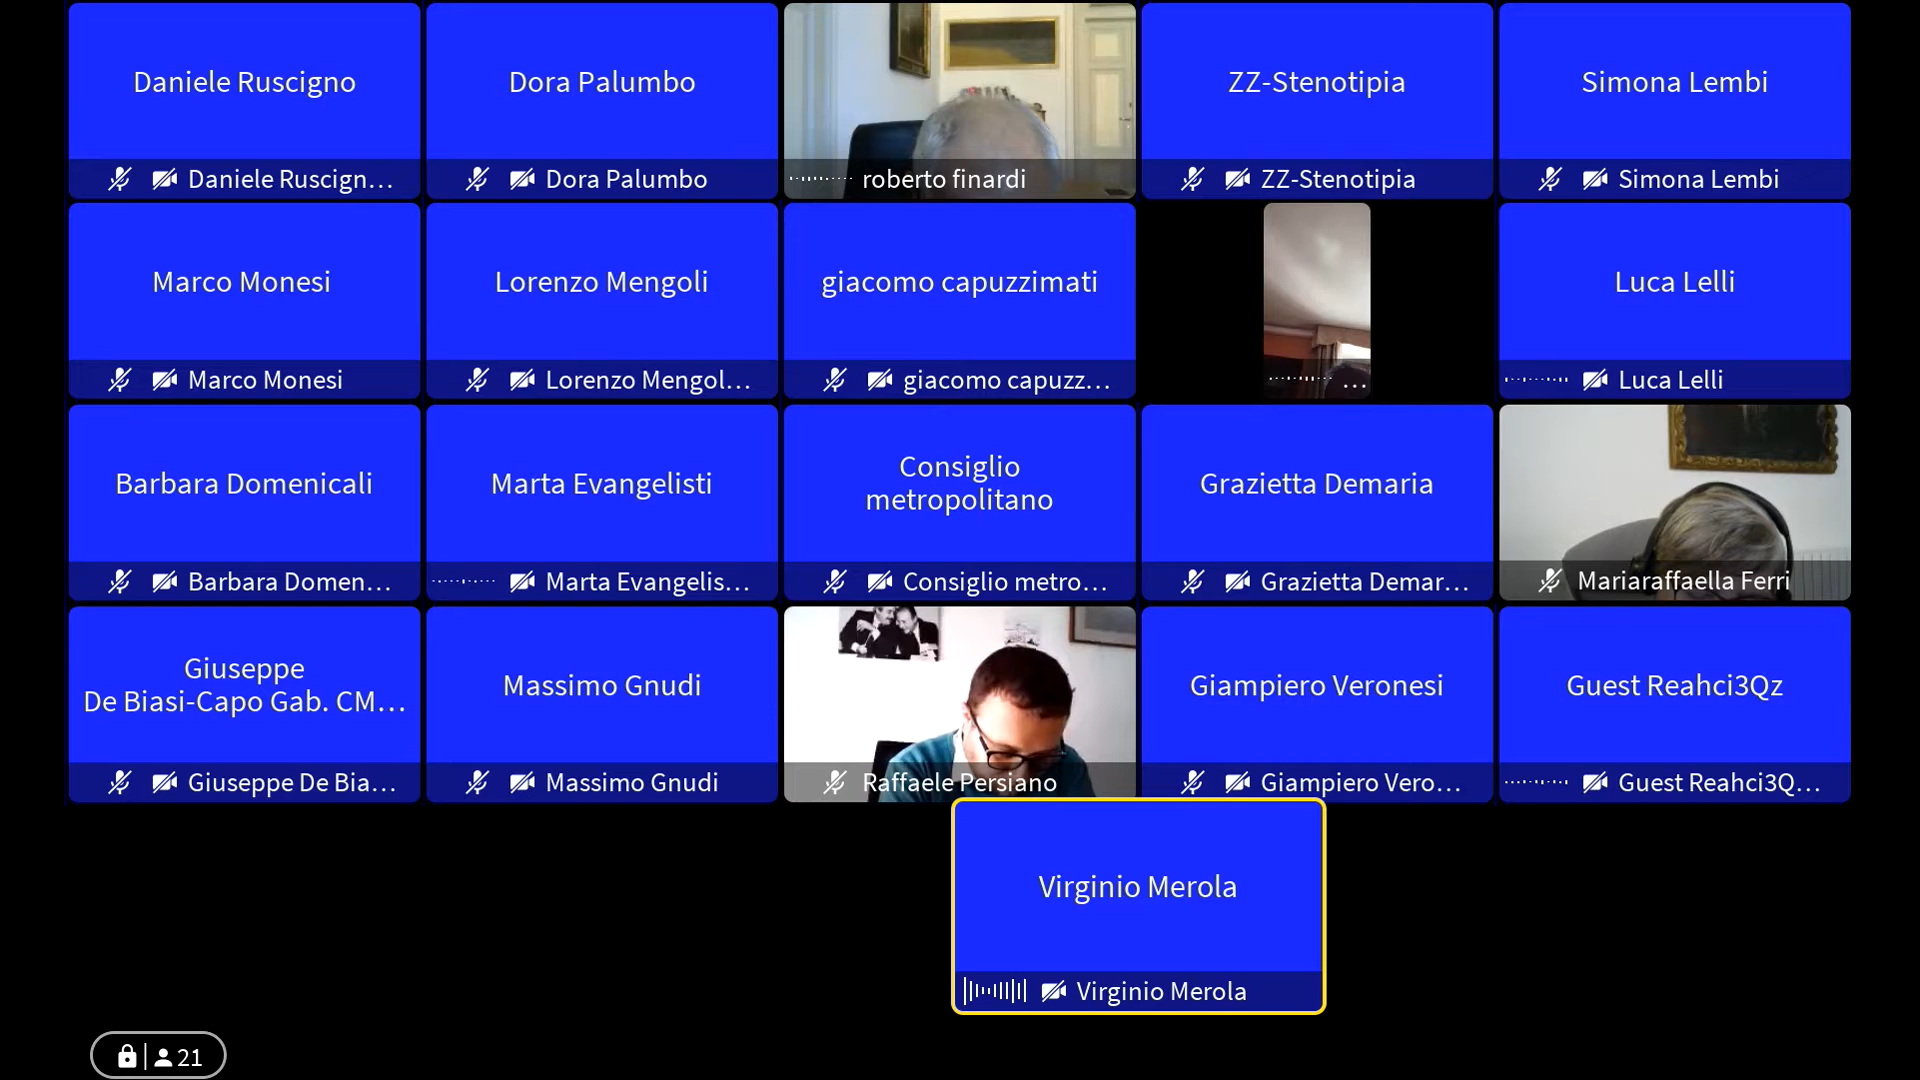 Daniele Ruscigno
Daniele Ruscign...
Dora Palumbo
Dora Palumbo
roberto finardi
ZZ-Stenotipia
ZZ-Stenotipia
Simona Lembi
Simona Lembi
Marco Monesi
Marco Monesi
Lorenzo Mengoli
Lorenzo Mengol...
giacomo capuzzimati
giacomo capuzz...
...
Luca Lelli
Luca Lelli
Barbara Domenicali
Barbara Domen...
Marta Evangelisti
Marta Evangelis...
Consiglio
metropolitano
Consiglio metro...
Grazietta Demaria
Grazietta Demar...
Mariaraffaella Ferri
Giuseppe
De Biasi-Capo Gab. CM...
Giuseppe De Bia...
Massimo Gnudi
Massimo Gnudi
Raffaele Persiano
Giampiero Veronesi
Giampiero Vero...
Guest Reahci3Qz
Guest Reahci3Q...
Virginio Merola
Virginio Merola
21